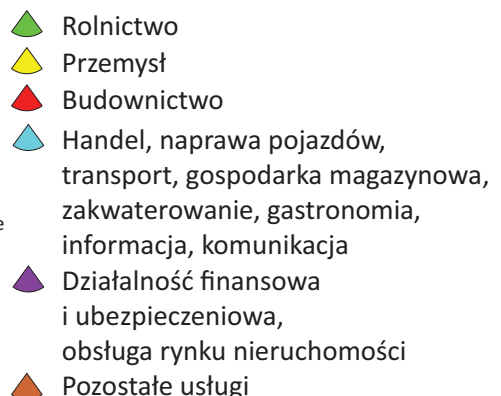 Rolnictwo
Przemysł
Budownictwo
Handel, naprawa pojazdów,
transport, gospodarka magazynowa,
zakwaterowanie, gastronomia,
e
informacja, komunikacja
Działalność finansowa
i ubezpieczeniowa,
obsługa rynku nieruchomości
Pozostałe usługi